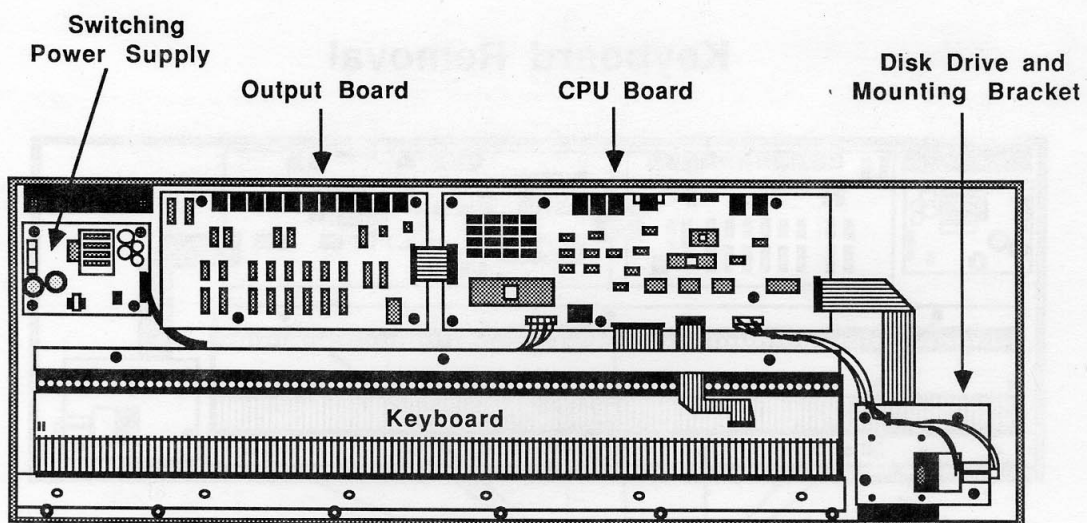 Switching
Power Supply
Output Board
CPU Board
Disk Drive and
Mounting Bracket
Keyboard Removal
Keyboard